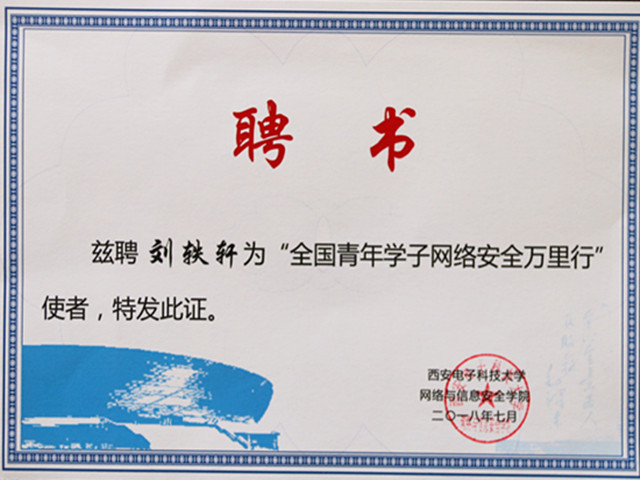 聘 书
兹聘 刘轶轩 为“全国青年学子网络安全万里行”
使者，特发此证。
西安电子科技大学
网络与信息安全学院
二〇一八年七月